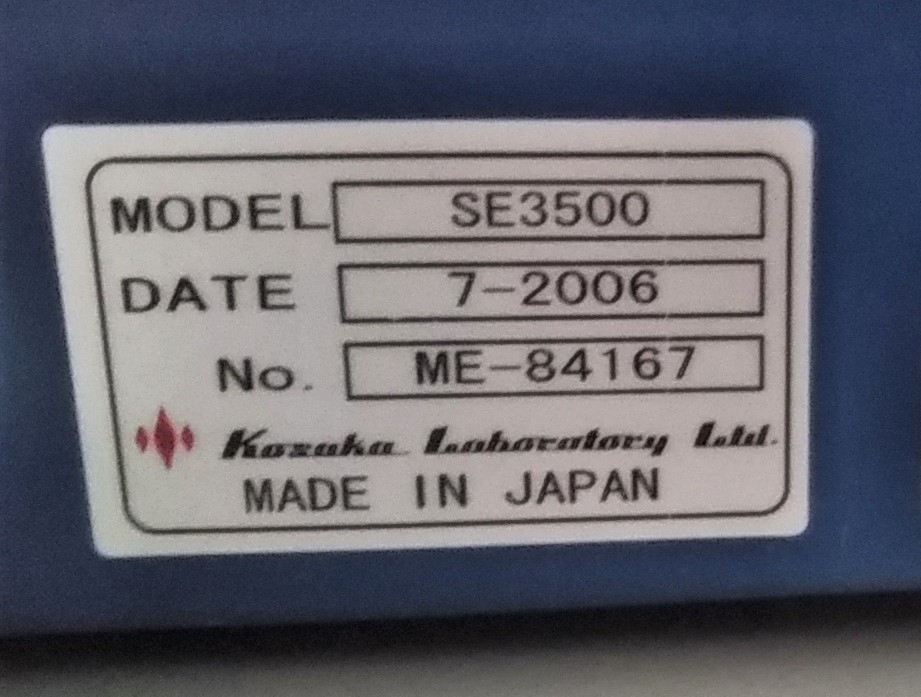 MODEL SE3500
DATE 7-2006
No. ME-84167
Kosaka Laboratory Ltd.
MADE IN JAPAN